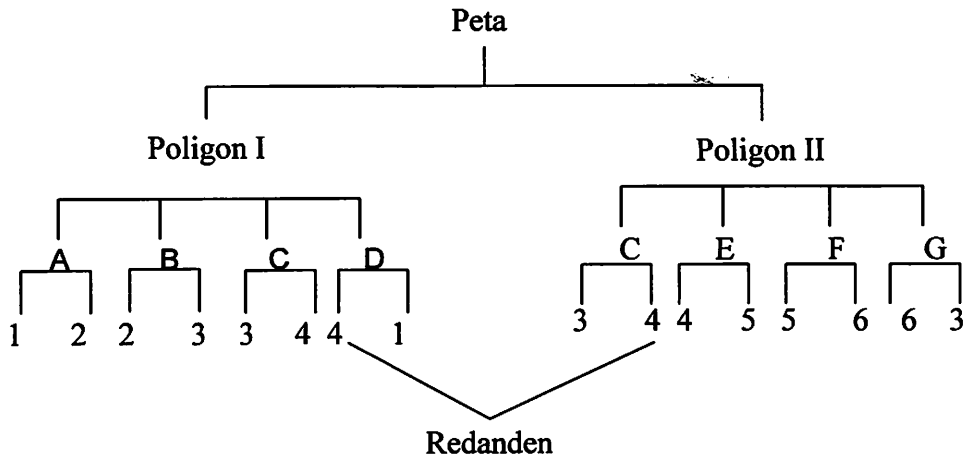 Peta
Poligon I Poligon II
A B C D C E F G
1 2 2 3 3 4 4 1 3 4 4 5 5 6 6 3
Redanden